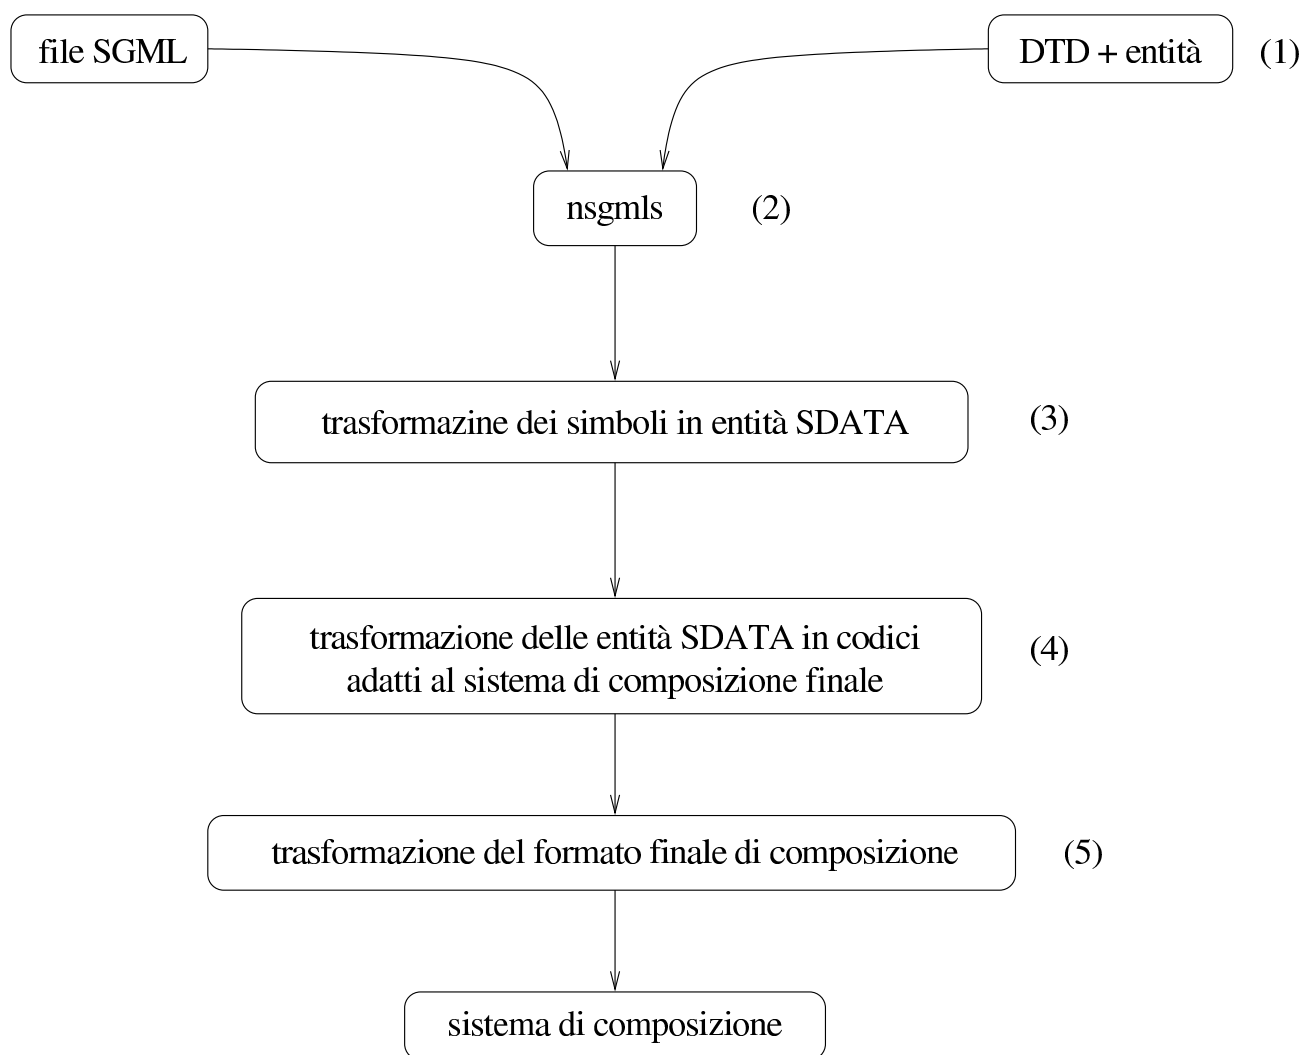 file SGML
DTD + entità (1)
nsgmls (2)
trasformazine dei simboli in entità SDATA (3)
trasformazione delle entità SDATA in codici
adatti al sistema di composizione finale (4)
trasformazione del formato finale di composizione (5)
sistema di composizione